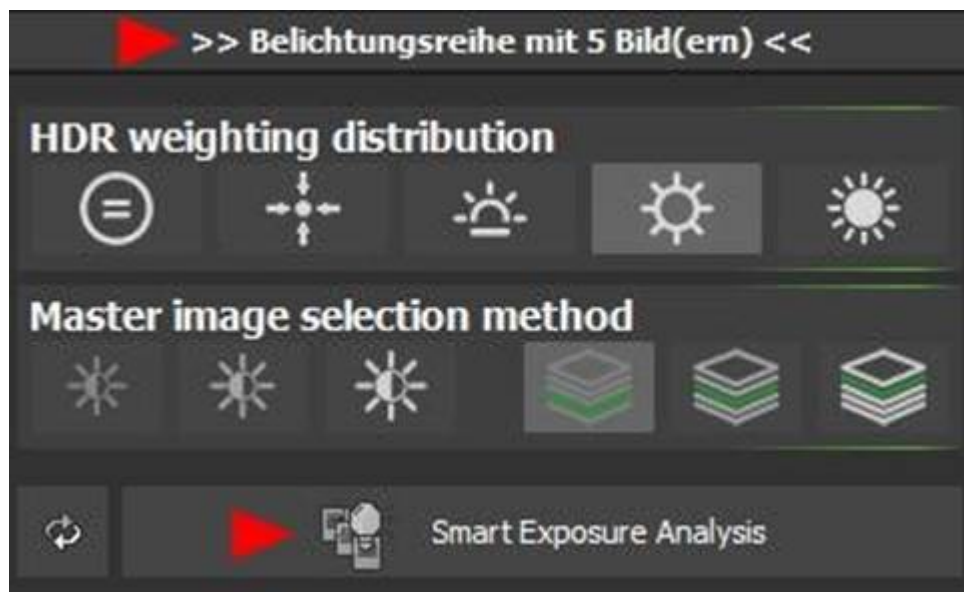 >> Belichtungsreihe mit 5 Bild(ern) <<
HDR weighting distribution
Master image selection method
Smart Exposure Analysis